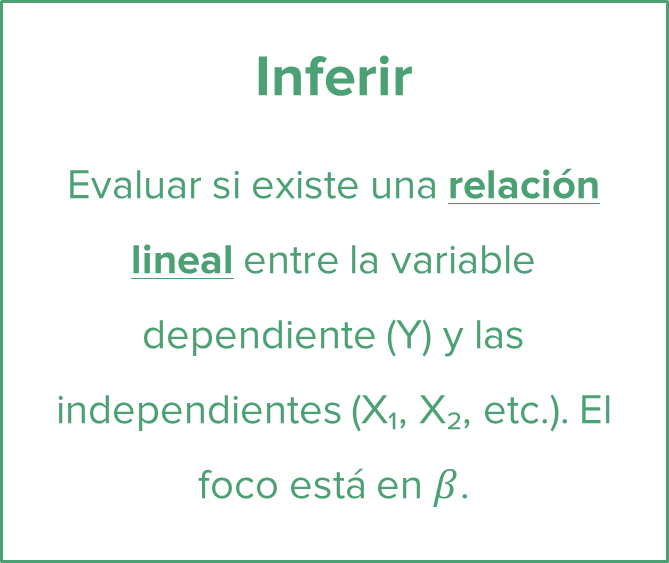 Inferir
Evaluar si existe una relación
lineal entre la variable
dependiente (Y) y las
independientes (X₁, X₂, etc.). El
foco está en β.